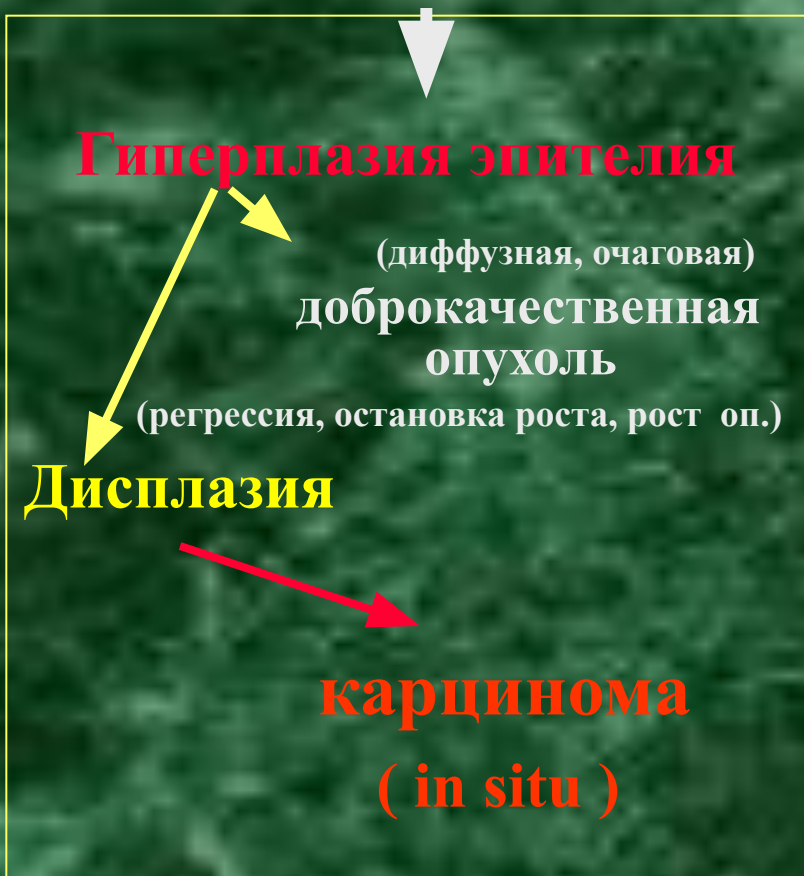 Гиперплазия эпителия
(диффузная, очаговая)
доброкачественная
опухоль
(регрессия, остановка роста, рост оп.)
Дисплазия
карцинома
( in situ )